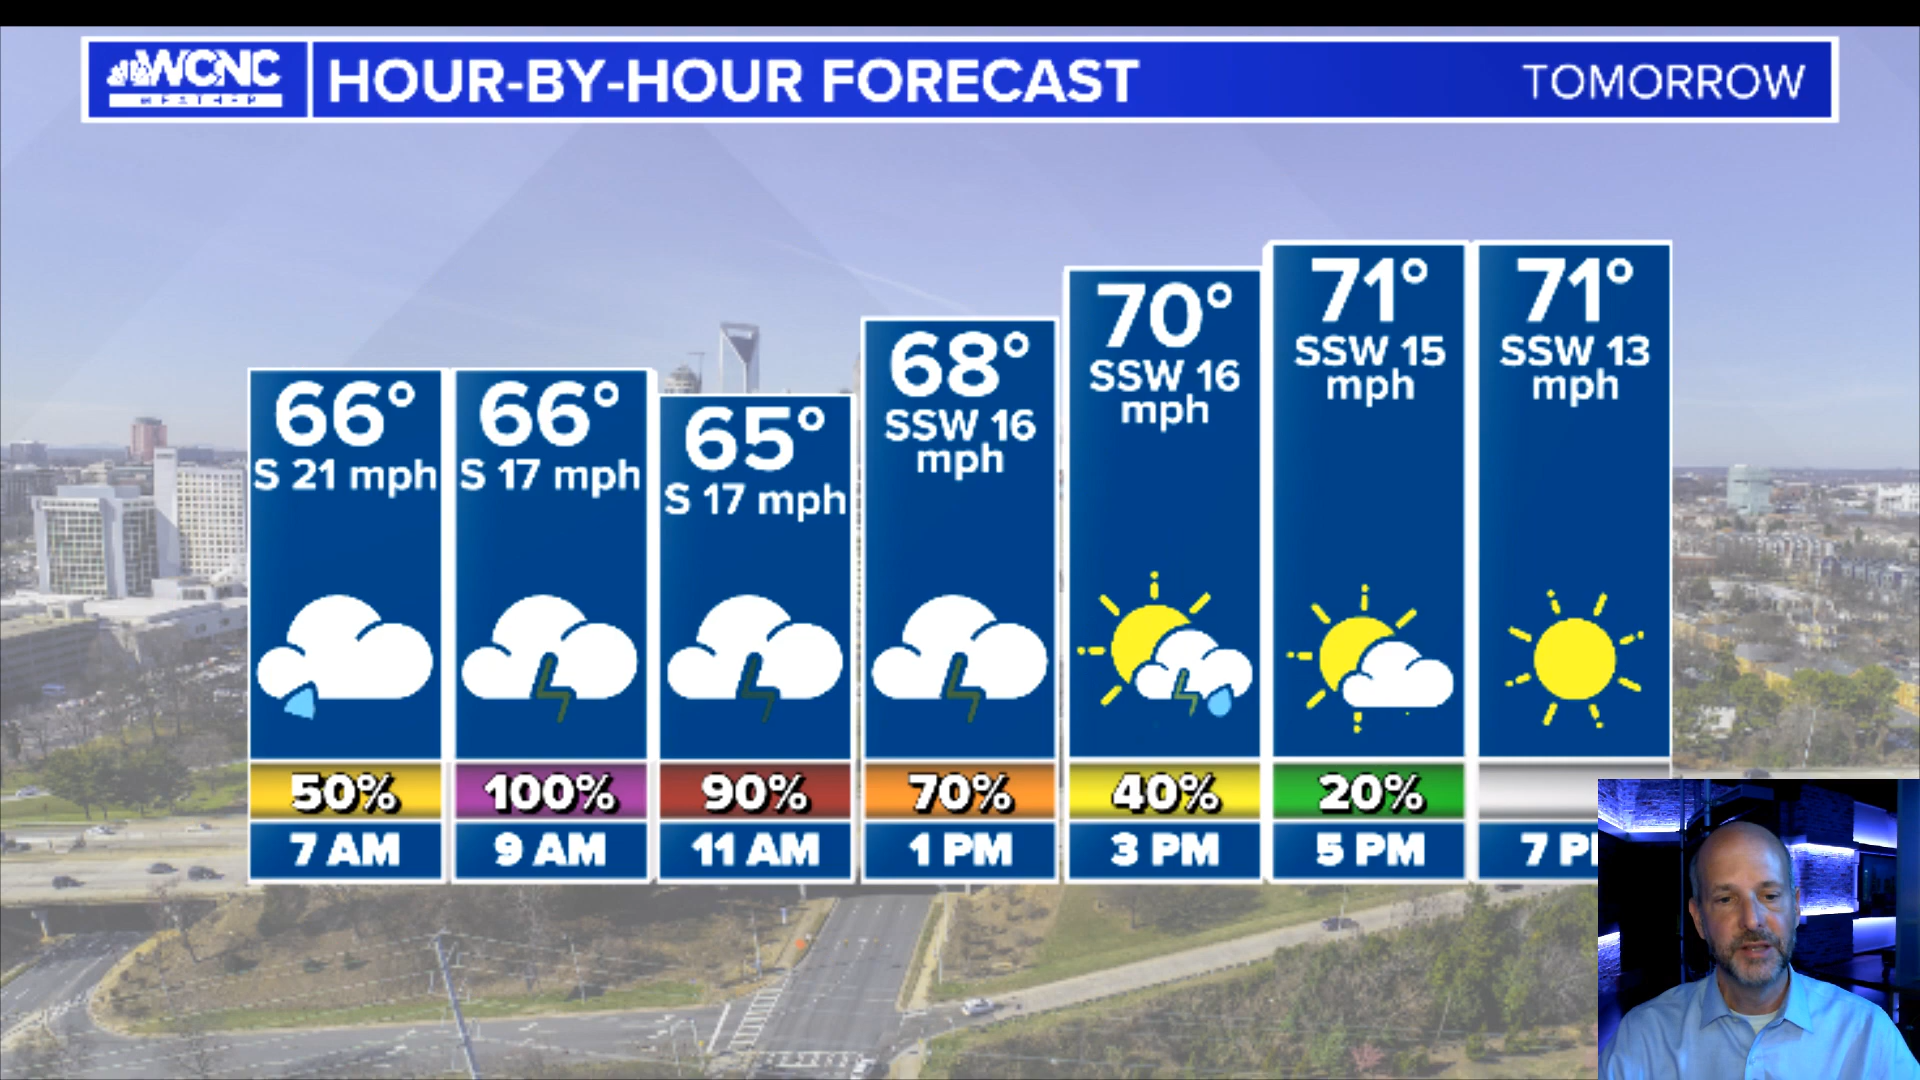 WCNC
WEATHER
HOUR-BY-HOUR FORECAST
TOMORROW
66°
S 21 mph
50%
7 AM
66°
S 17 mph
100%
9 AM
65°
S 17 mph
90%
11 AM
68°
SSW 16
mph
70%
1 PM
70°
SSW 16
mph
40%
3 PM
71°
SSW 15
mph
20%
5 PM
71°
SSW 13
mph
7 P